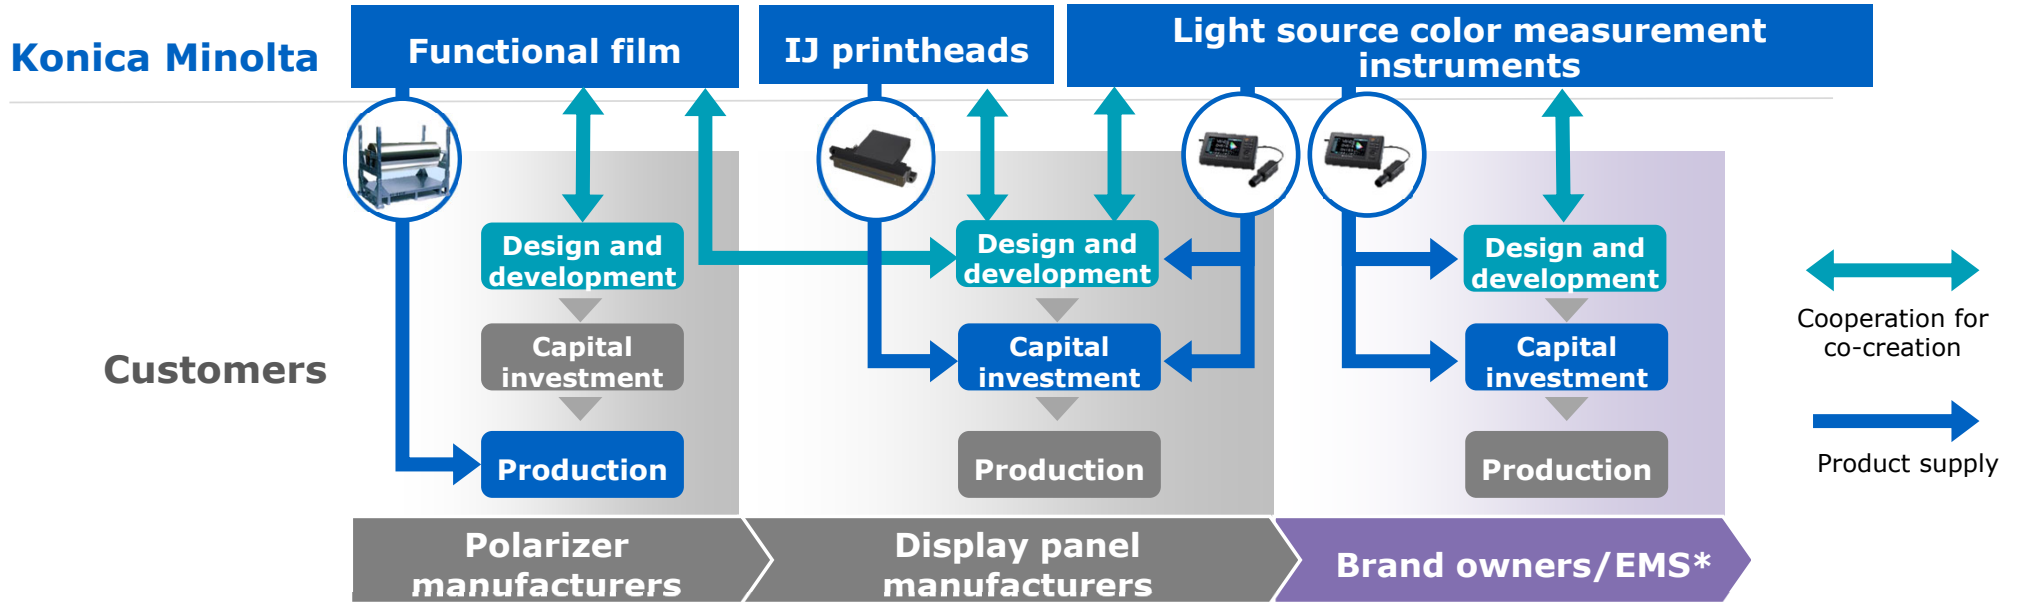 Konica Minolta
Functional film
IJ printheads
Light source color measurement
instruments
Customers
Design and
development
Capital
investment
Production
Design and
development
Capital
investment
Production
Design and
development
Capital
investment
Production
Cooperation for
co-creation
Product supply
Polarizer
manufacturers
Display panel
manufacturers
Brand owners/EMS*